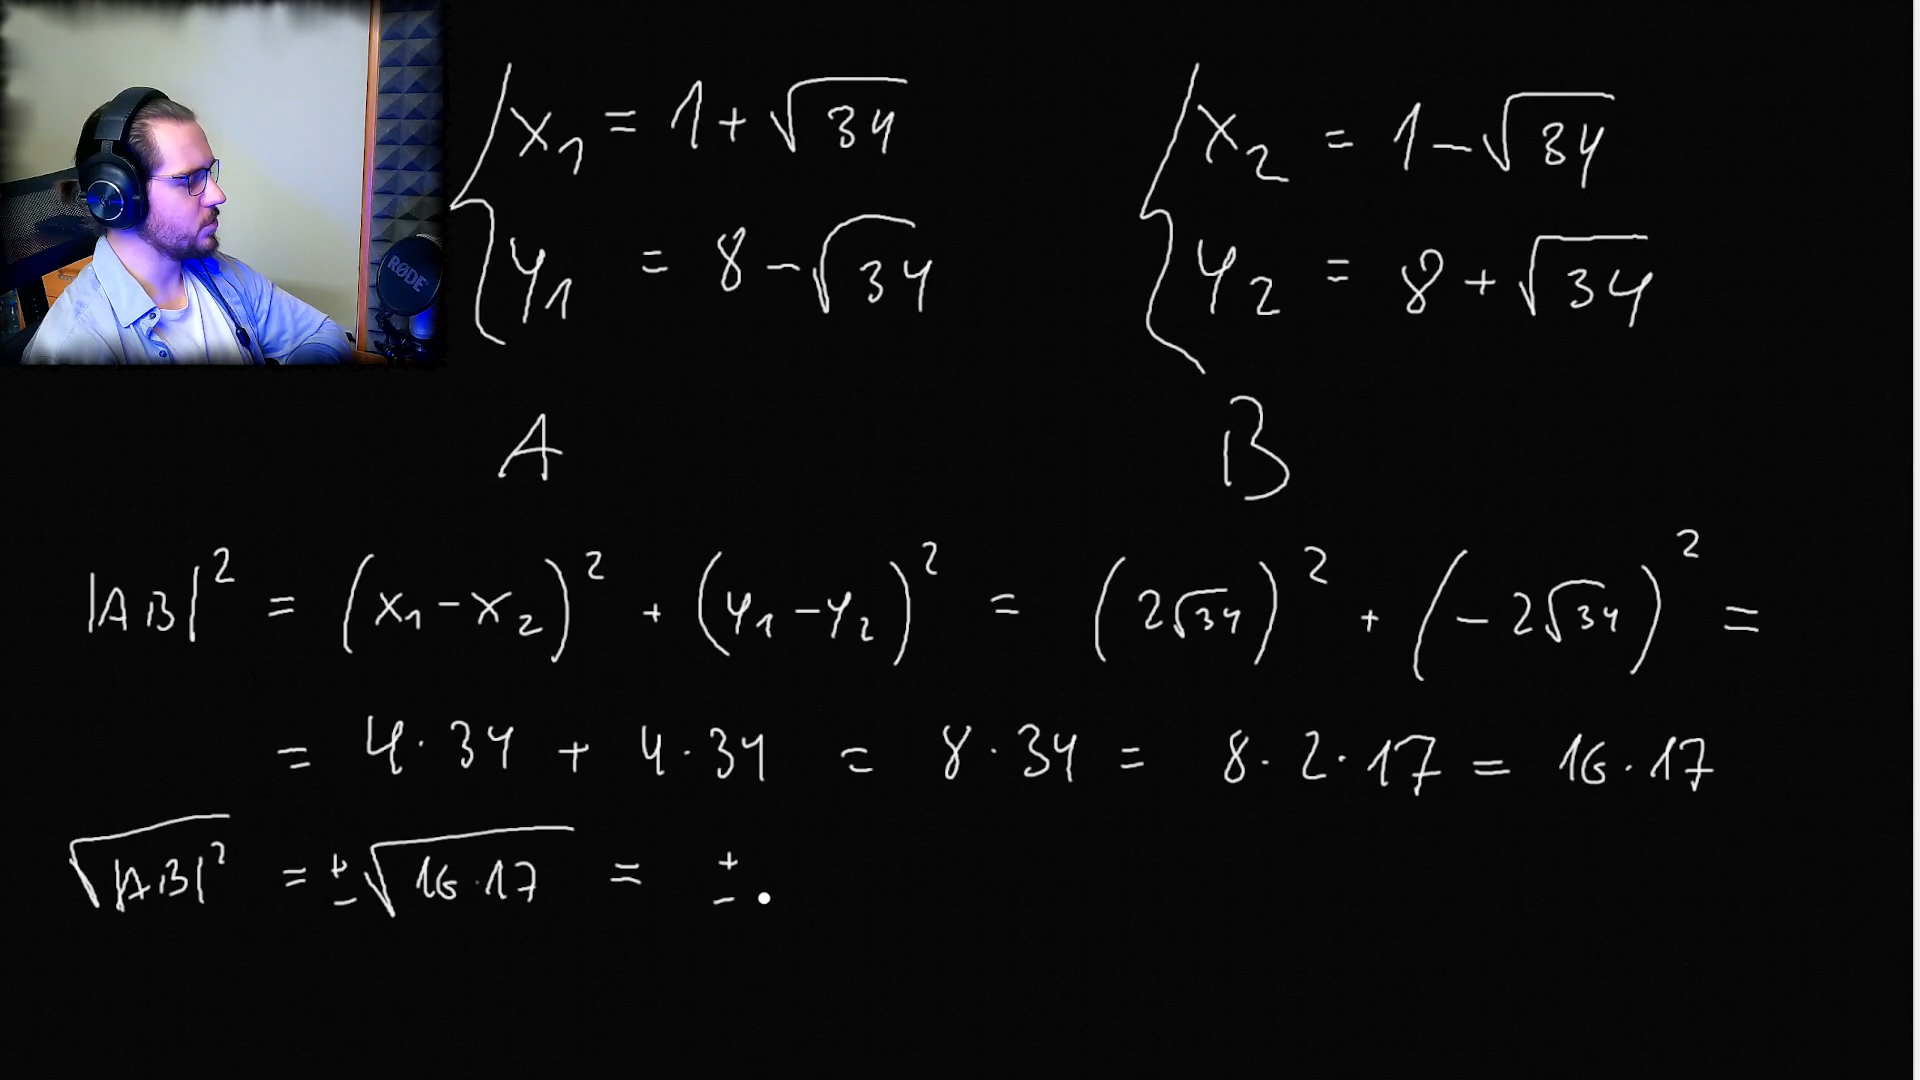 x₁ = 1 + √34
x₂ = 1 - √34
y₁ = 8 - √34
y₂ = 8 + √34
RØDE
A
B
|AB|² = (x₁ - x₂)² + (y₁ - y₂)² = (2√34)² + (-2√34)² =
= 4 · 34 + 4 · 34 = 8 · 34 = 8 · 2 · 17 = 16 · 17
√|AB|² = ±√16·17 = ±